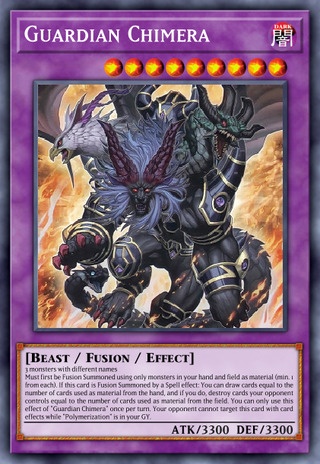 Guardian Chimera
DARK
闇
[Beast / Fusion / Effect]
3 monsters with different names
Must first be Fusion Summoned using only monsters in your hand and field as material (min. 1
from each). If this card is Fusion Summoned by a Spell effect: You can draw cards equal to the
number of cards used as material from the hand, and if you do, destroy cards your opponent
controls equal to the number of cards used as material from the field. You can only use this
effect of "Guardian Chimera" once per turn. Your opponent cannot target this card with card
effects while "Polymerization" is in your GY.
ATK/3300 DEF/3300